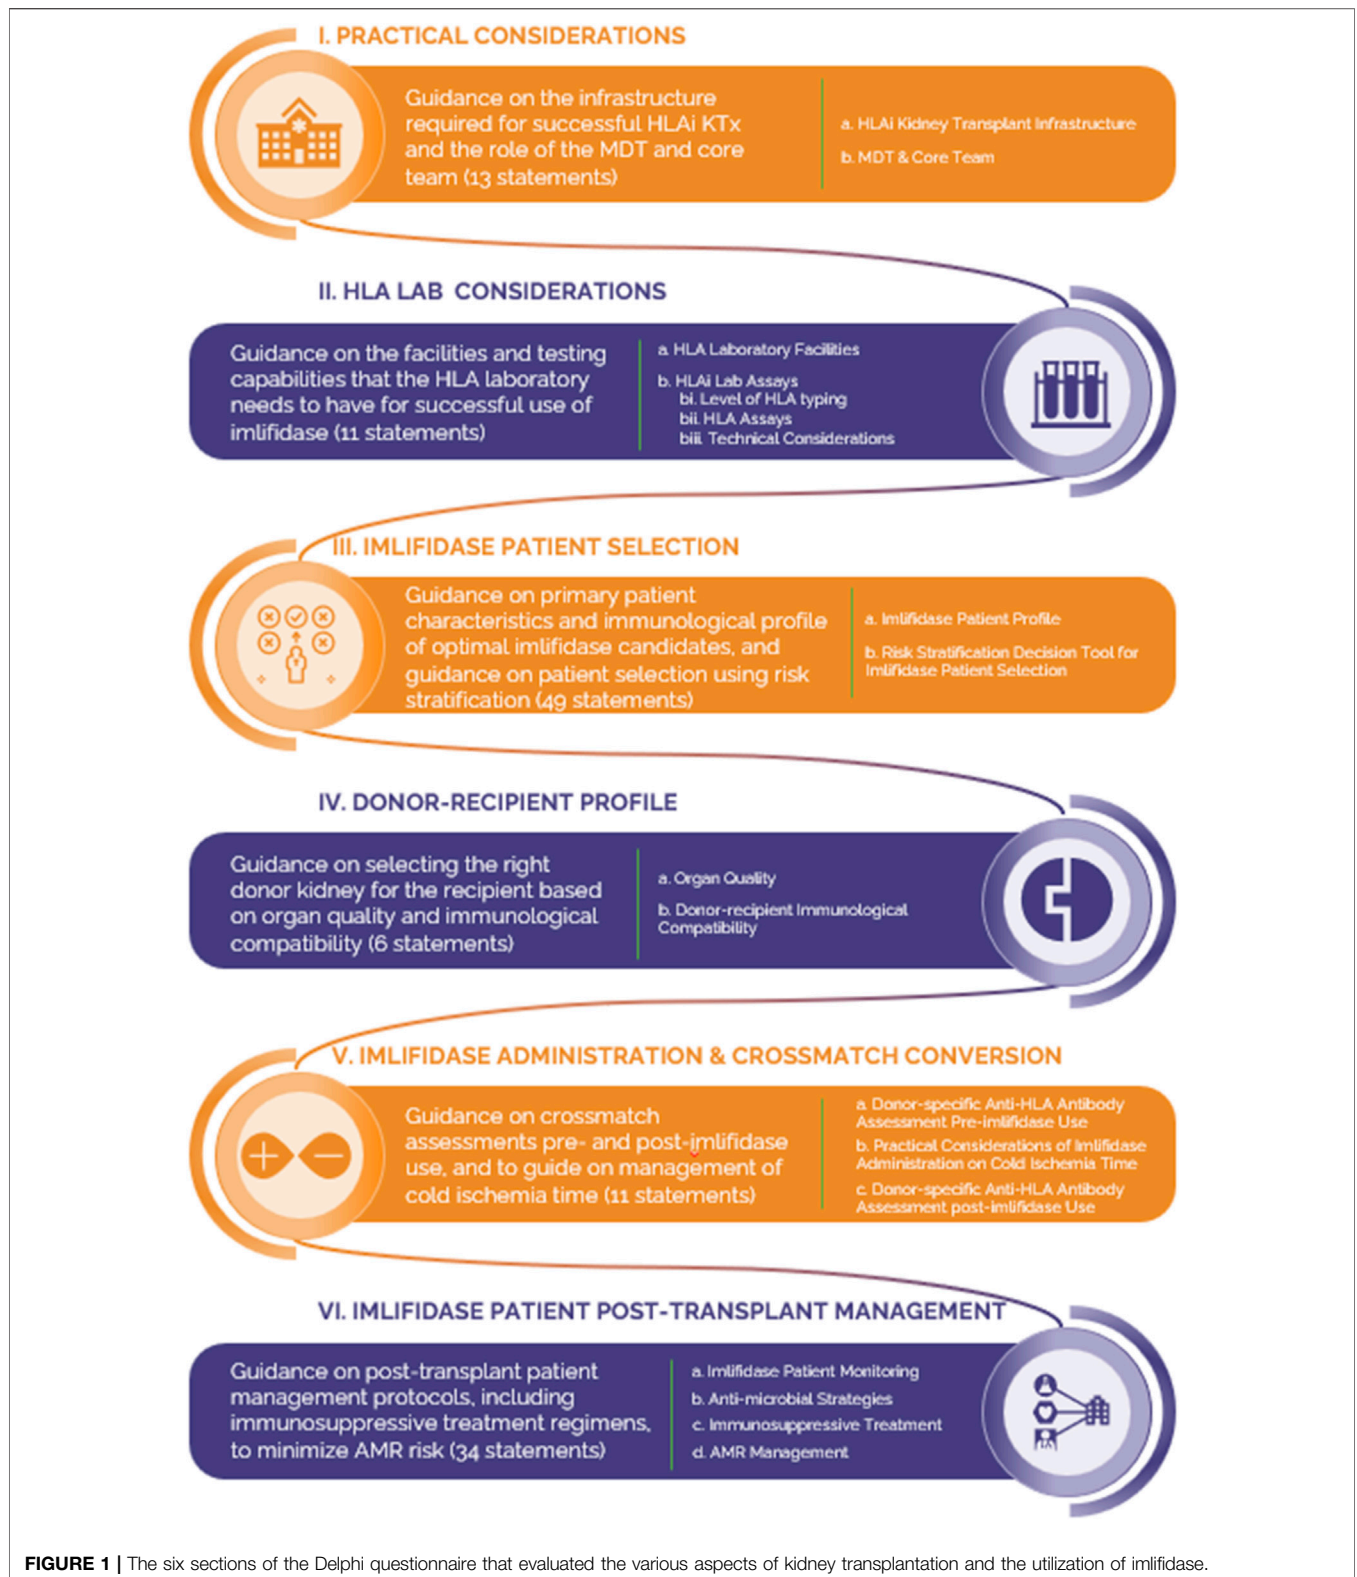 I. PRACTICAL CONSIDERATIONS
Guidance on the infrastructure
required for successful HLAi KTx
and the role of the MDT and core
team (13 statements)
a. HLAi Kidney Transplant Infrastructure
b. MDT & Core Team
II. HLA LAB CONSIDERATIONS
Guidance on the facilities and testing
capabilities that the HLA laboratory
needs to have for successful use of
imlifidase (11 statements)
a. HLA Laboratory Facilities
b. HLAi Lab Assays
bi. Level of HLA typing
bii. HLA Assays
biii. Technical Considerations
III. IMLIFIDASE PATIENT SELECTION
Guidance on primary patient
characteristics and immunological profile
of optimal imlifidase candidates, and
guidance on patient selection using risk
stratification (49 statements)
a. Imlifidase Patient Profile
b. Risk Stratification Decision Tool for
Imlifidase Patient Selection
IV. DONOR-RECIPIENT PROFILE
Guidance on selecting the right
donor kidney for the recipient based
on organ quality and immunological
compatibility (6 statements)
a. Organ Quality
b. Donor-recipient Immunological
Compatibility
V. IMLIFIDASE ADMINISTRATION & CROSSMATCH CONVERSION
Guidance on crossmatch
assessments pre- and post-imlifidase
use, and to guide on management of
cold ischemia time (11 statements)
a. Donor-specific Anti-HLA Antibody
Assessment Pre-imlifidase Use
b. Practical Considerations of Imlifidase
Administration on Cold Ischemia Time
c. Donor-specific Anti-HLA Antibody
Assessment post-imlifidase Use
VI. IMLIFIDASE PATIENT POST-TRANSPLANT MANAGEMENT
Guidance on post-transplant patient
management protocols, including
immunosuppressive treatment regimens,
to minimize AMR risk (34 statements)
a. Imlifidase Patient Monitoring
b. Anti-microbial Strategies
c. Immunosuppressive Treatment
d. AMR Management
FIGURE 1 | The six sections of the Delphi questionnaire that evaluated the various aspects of kidney transplantation and the utilization of imlifidase.